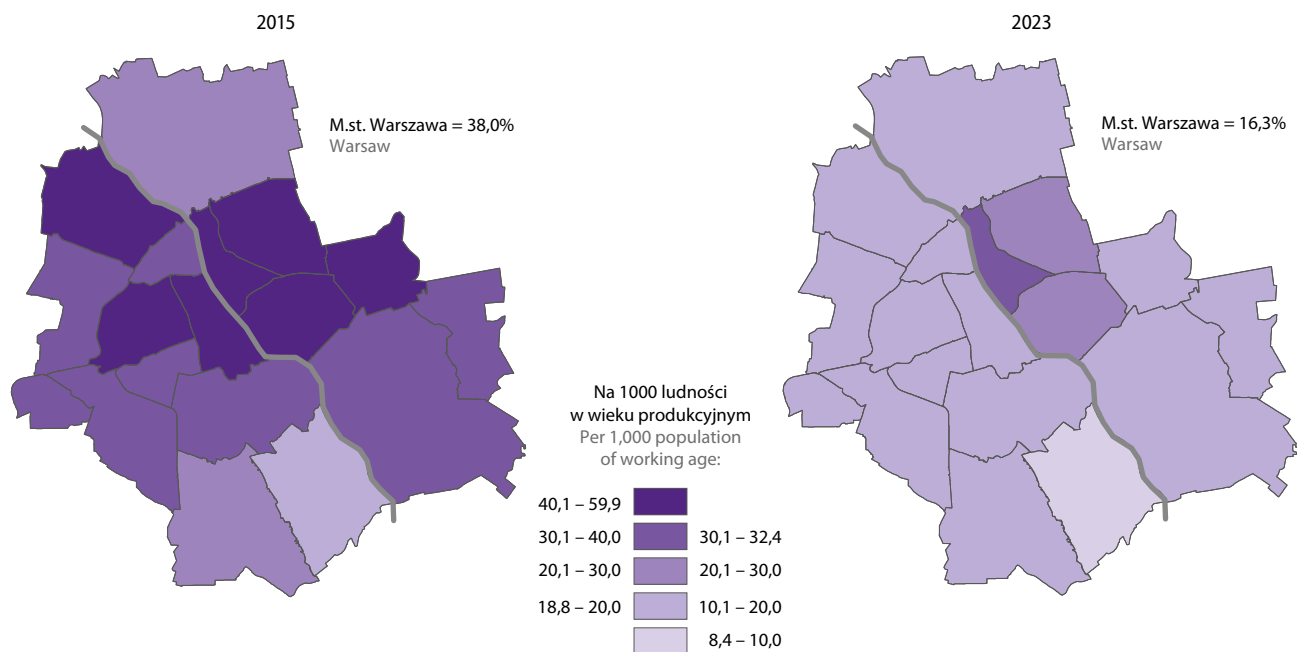 2015
2023
M.st. Warszawa = 38,0%
Warsaw
M.st. Warszawa = 16,3%
Warsaw
Na 1000 ludności
w wieku produkcyjnym
Per 1,000 population
of working age:
40,1 – 59,9
30,1 – 40,0
30,1 – 32,4
20,1 – 30,0
20,1 – 30,0
18,8 – 20,0
10,1 – 20,0
8,4 – 10,0